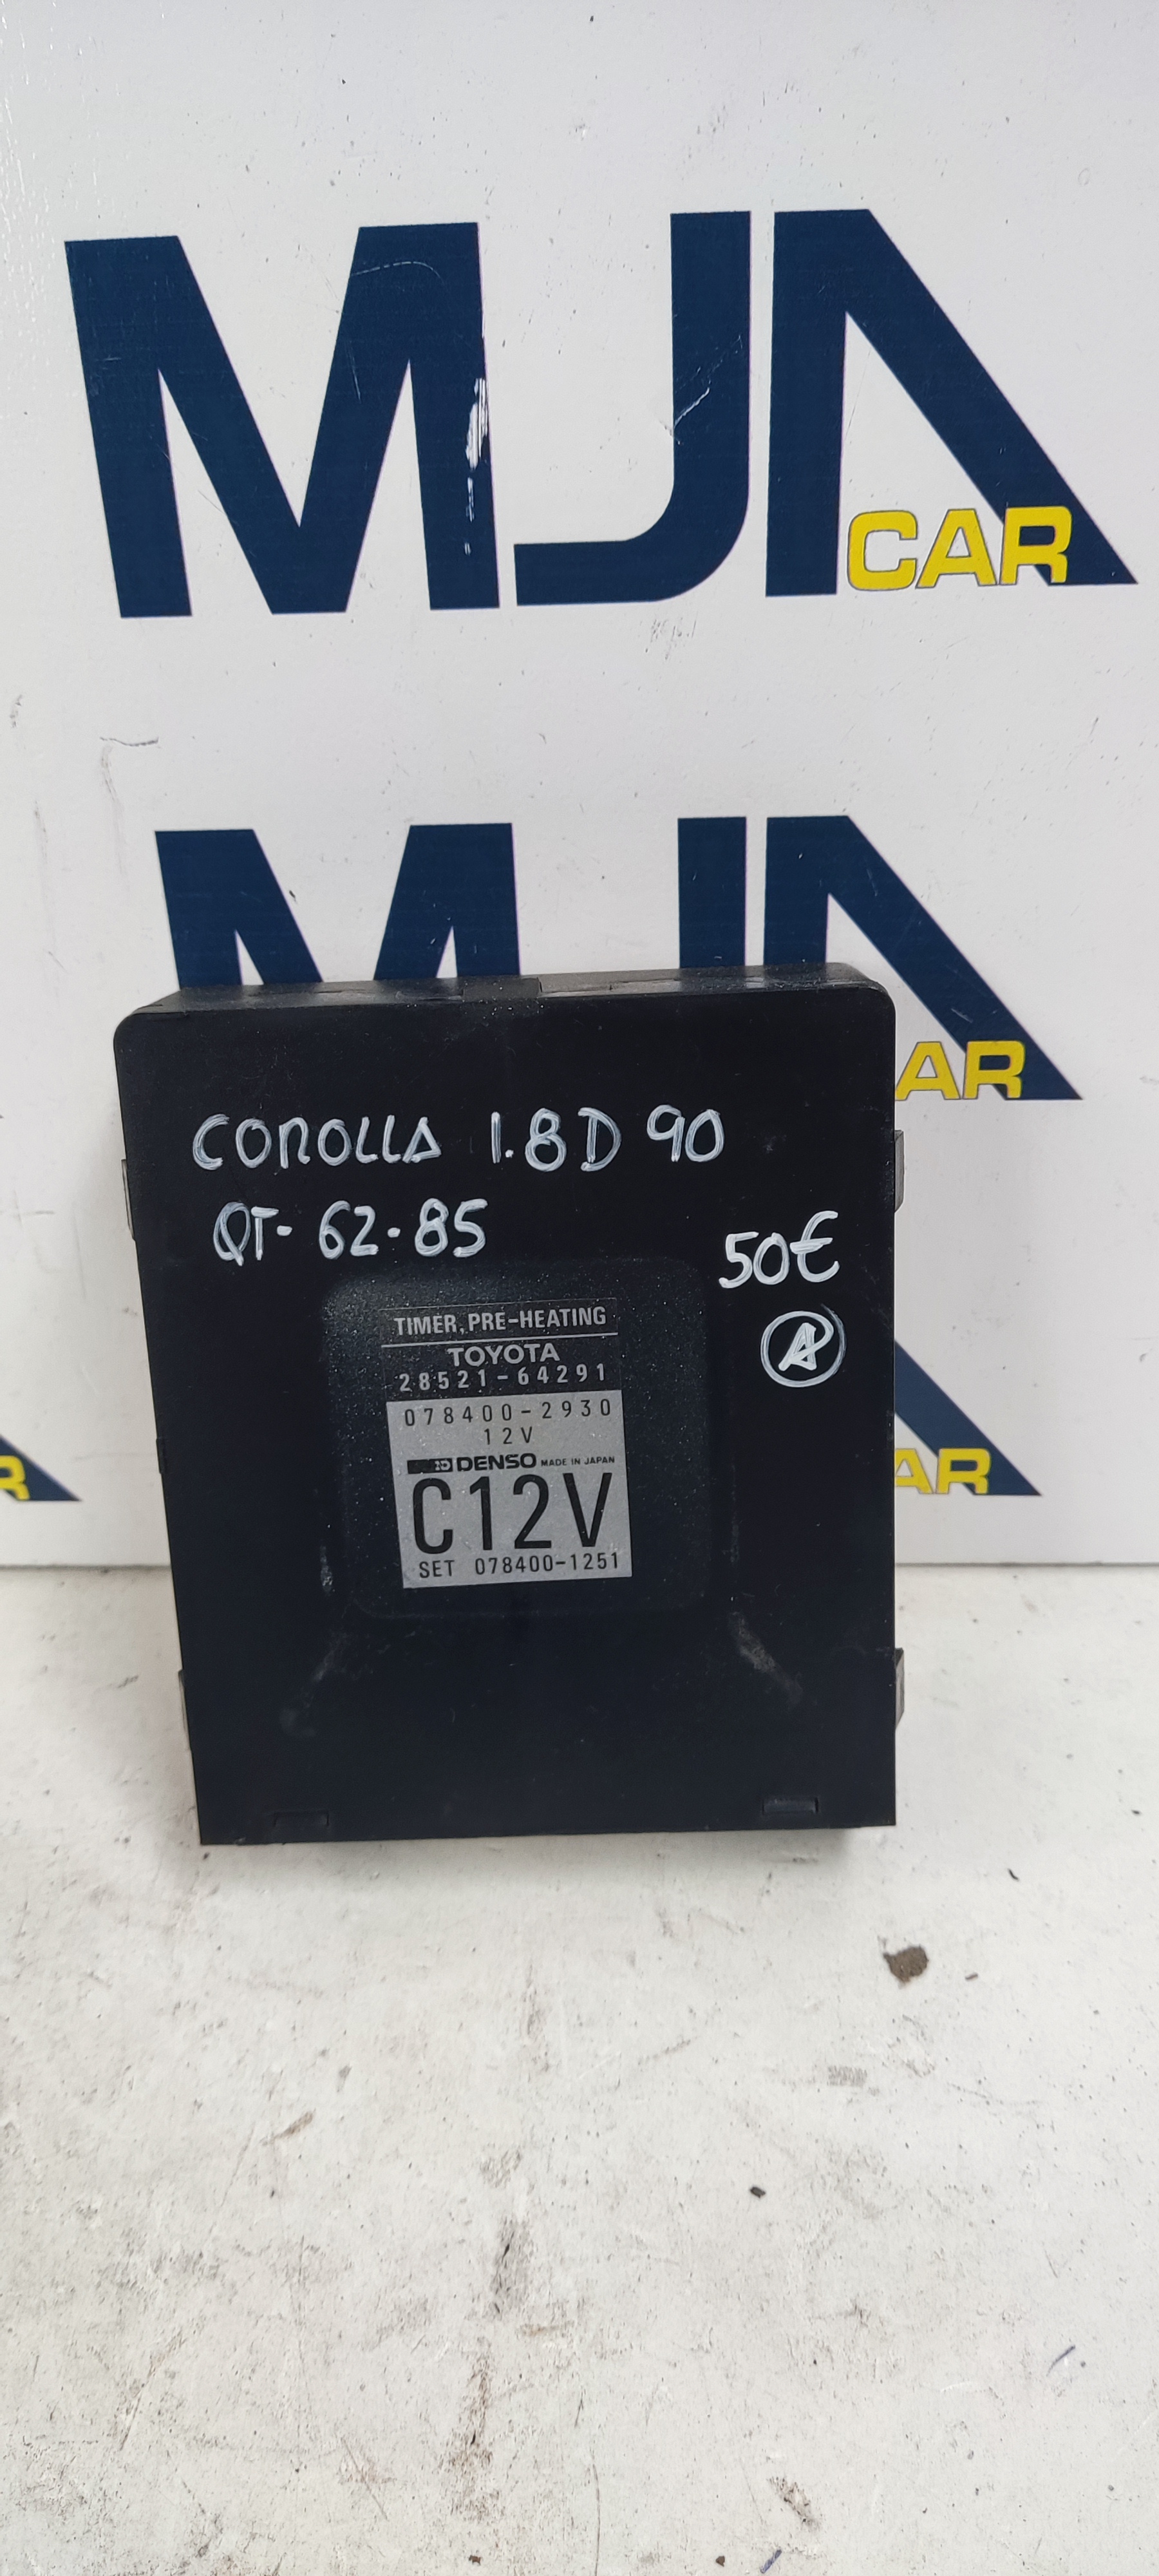 MJA
CAR
MJA
AR
COROLLA 1.8D 90
QT-62-85
50€
A
TIMER, PRE-HEATING
TOYOTA
28521-64291
078400-2930
12V
DENSO MADE IN JAPAN
C12V
SET 078400-1251
R
AR